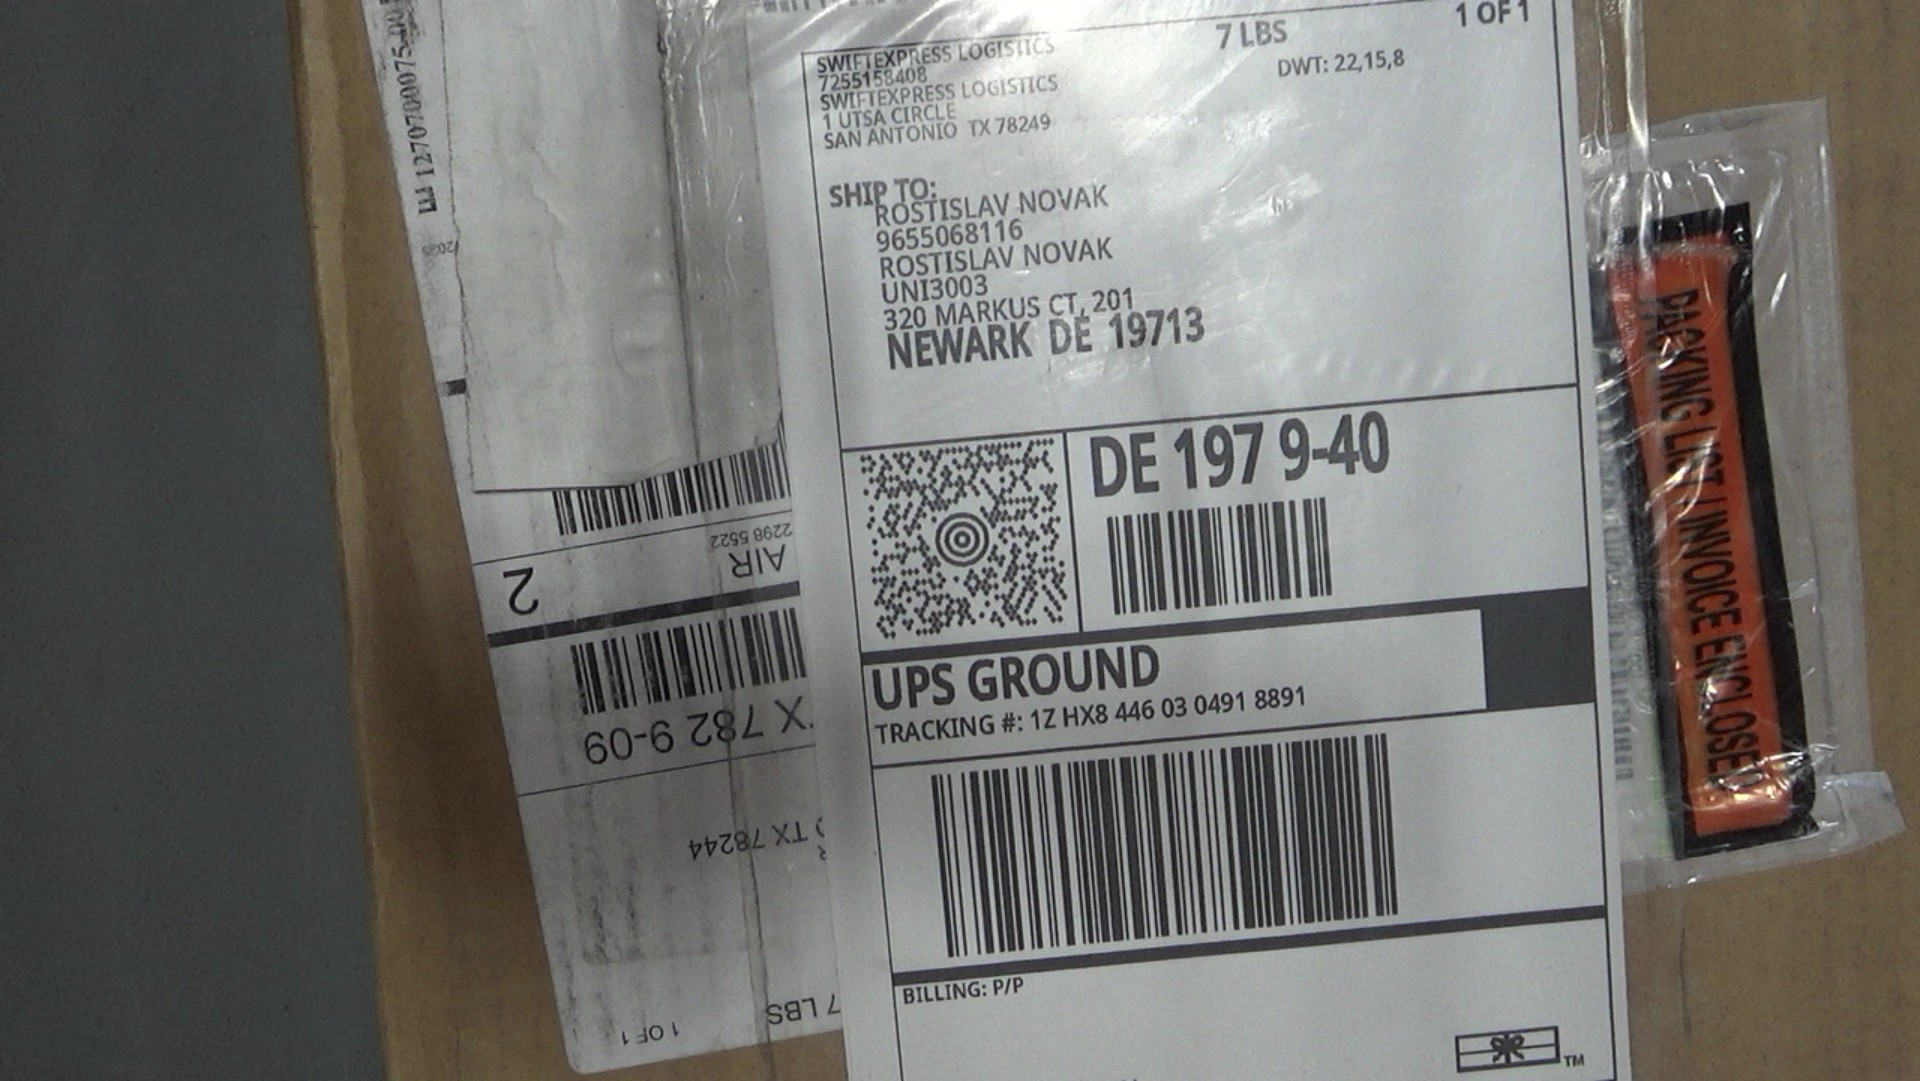 SWIFTEXPRESS LOGISTICS
7255158408
SWIFTEXPRESS LOGISTICS
1 UTSA CIRCLE
SAN ANTONIO TX 78249
7 LBS
1 OF 1
DWT: 22,15,8
SHIP TO:
ROSTISLAV NOVAK
9655068116
ROSTISLAV NOVAK
UNI3003
320 MARKUS CT, 201
NEWARK DE 19713
DE 197 9-40
UPS GROUND
TRACKING #: 1Z HX8 446 03 0491 8891
BILLING: P/P
TM
PACKING LIST / INVOICE ENCLOSED
1 OF 1
7 LBS
TX 78244
TX 782 9-09
AIR
2298 5522
2